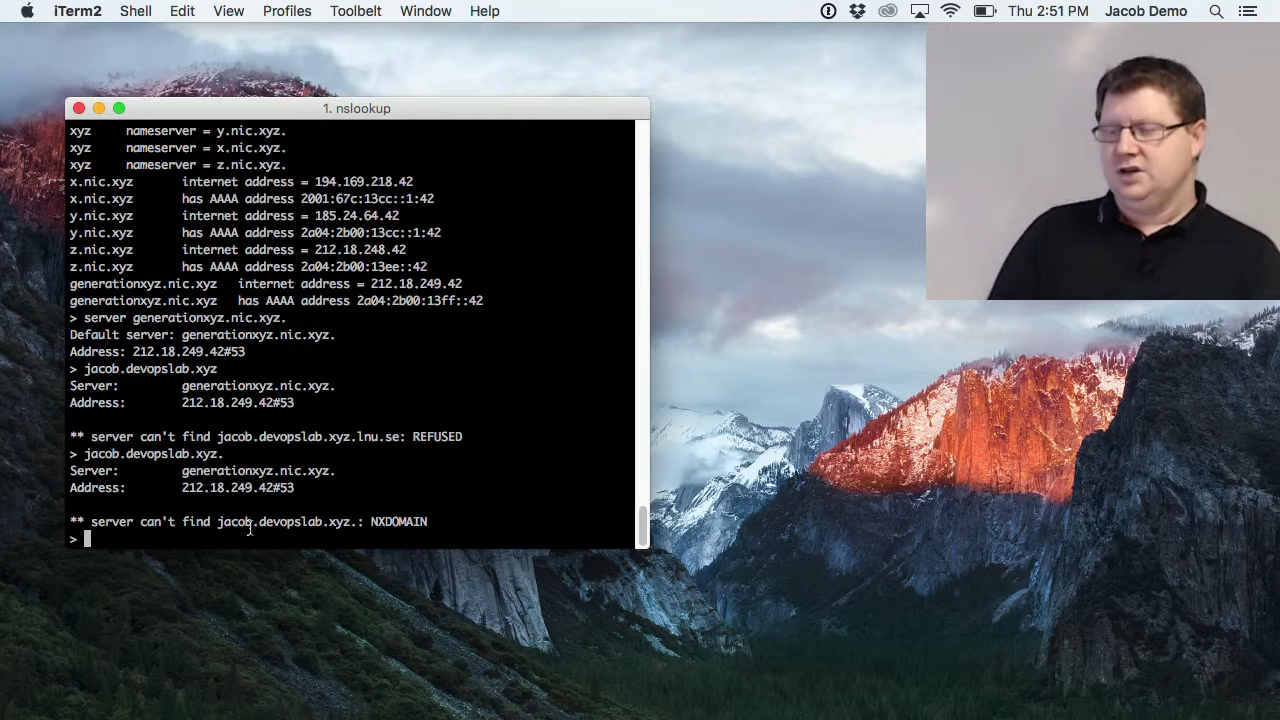 iTerm2 Shell Edit View Profiles Toolbelt Window Help Thu 2:51 PM Jacob Demo
1. nslookup
xyz nameserver = y.nic.xyz.
xyz nameserver = x.nic.xyz.
xyz nameserver = z.nic.xyz.
x.nic.xyz internet address = 194.169.218.42
x.nic.xyz has AAAA address 2001:67c:13cc::1:42
y.nic.xyz internet address = 185.24.64.42
y.nic.xyz has AAAA address 2a04:2b00:13cc::1:42
z.nic.xyz internet address = 212.18.248.42
z.nic.xyz has AAAA address 2a04:2b00:13ee::42
generationxyz.nic.xyz internet address = 212.18.249.42
generationxyz.nic.xyz has AAAA address 2a04:2b00:13ff::42
> server generationxyz.nic.xyz.
Default server: generationxyz.nic.xyz.
Address: 212.18.249.42#53
> jacob.devopslab.xyz
Server: generationxyz.nic.xyz.
Address: 212.18.249.42#53
** server can't find jacob.devopslab.xyz.lnu.se: REFUSED
> jacob.devopslab.xyz.
Server: generationxyz.nic.xyz.
Address: 212.18.249.42#53
** server can't find jacob.devopslab.xyz.: NXDOMAIN
>